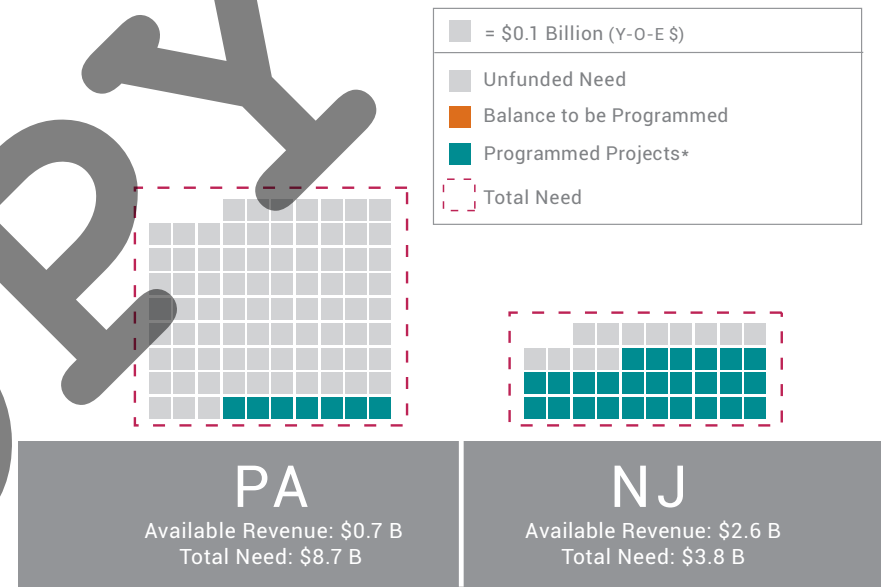 = $0.1 Billion (Y-O-E $)
Unfunded Need
Balance to be Programmed
Programmed Projects*
Total Need
PY
PA
Available Revenue: $0.7 B
Total Need: $8.7 B
NJ
Available Revenue: $2.6 B
Total Need: $3.8 B